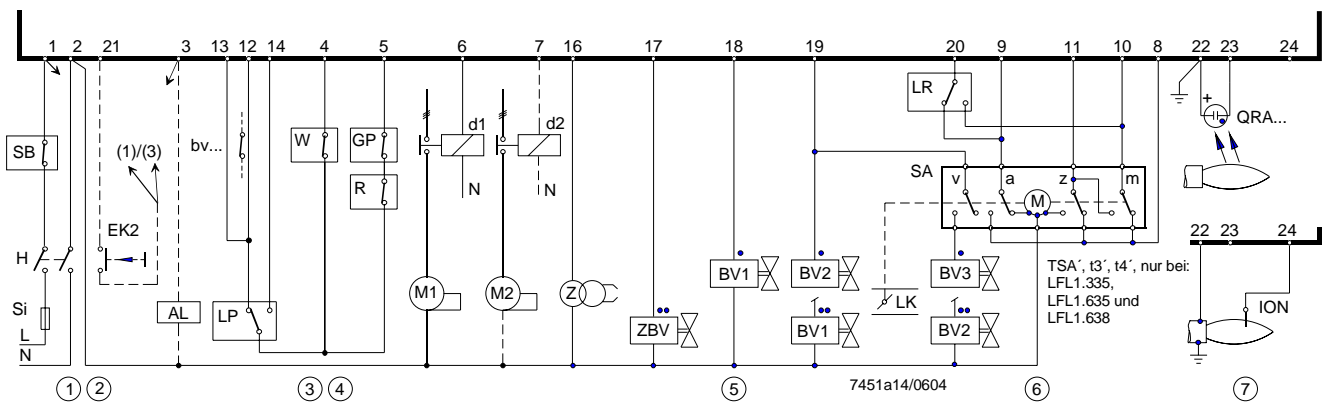 1 2 21 3 13 12 14 4 5 6 7 16 17 18 19 20 9 11 10 8 22 23 24
LR
+
QRA...
d1 d2
SB bv... W GP
(1)/(3)
R N N
SA v a z m
M
EK2
22 23 24
H
BV1 BV2 BV3
TSA´, t3´, t4´, nur bei:
LFL1.335,
LFL1.635 und
LFL1.638
M1 M2 Z
Si AL LP
LK
ION
ZBV BV1 BV2
L
N
1 2 3 4 5 7451a14/0604 6 7